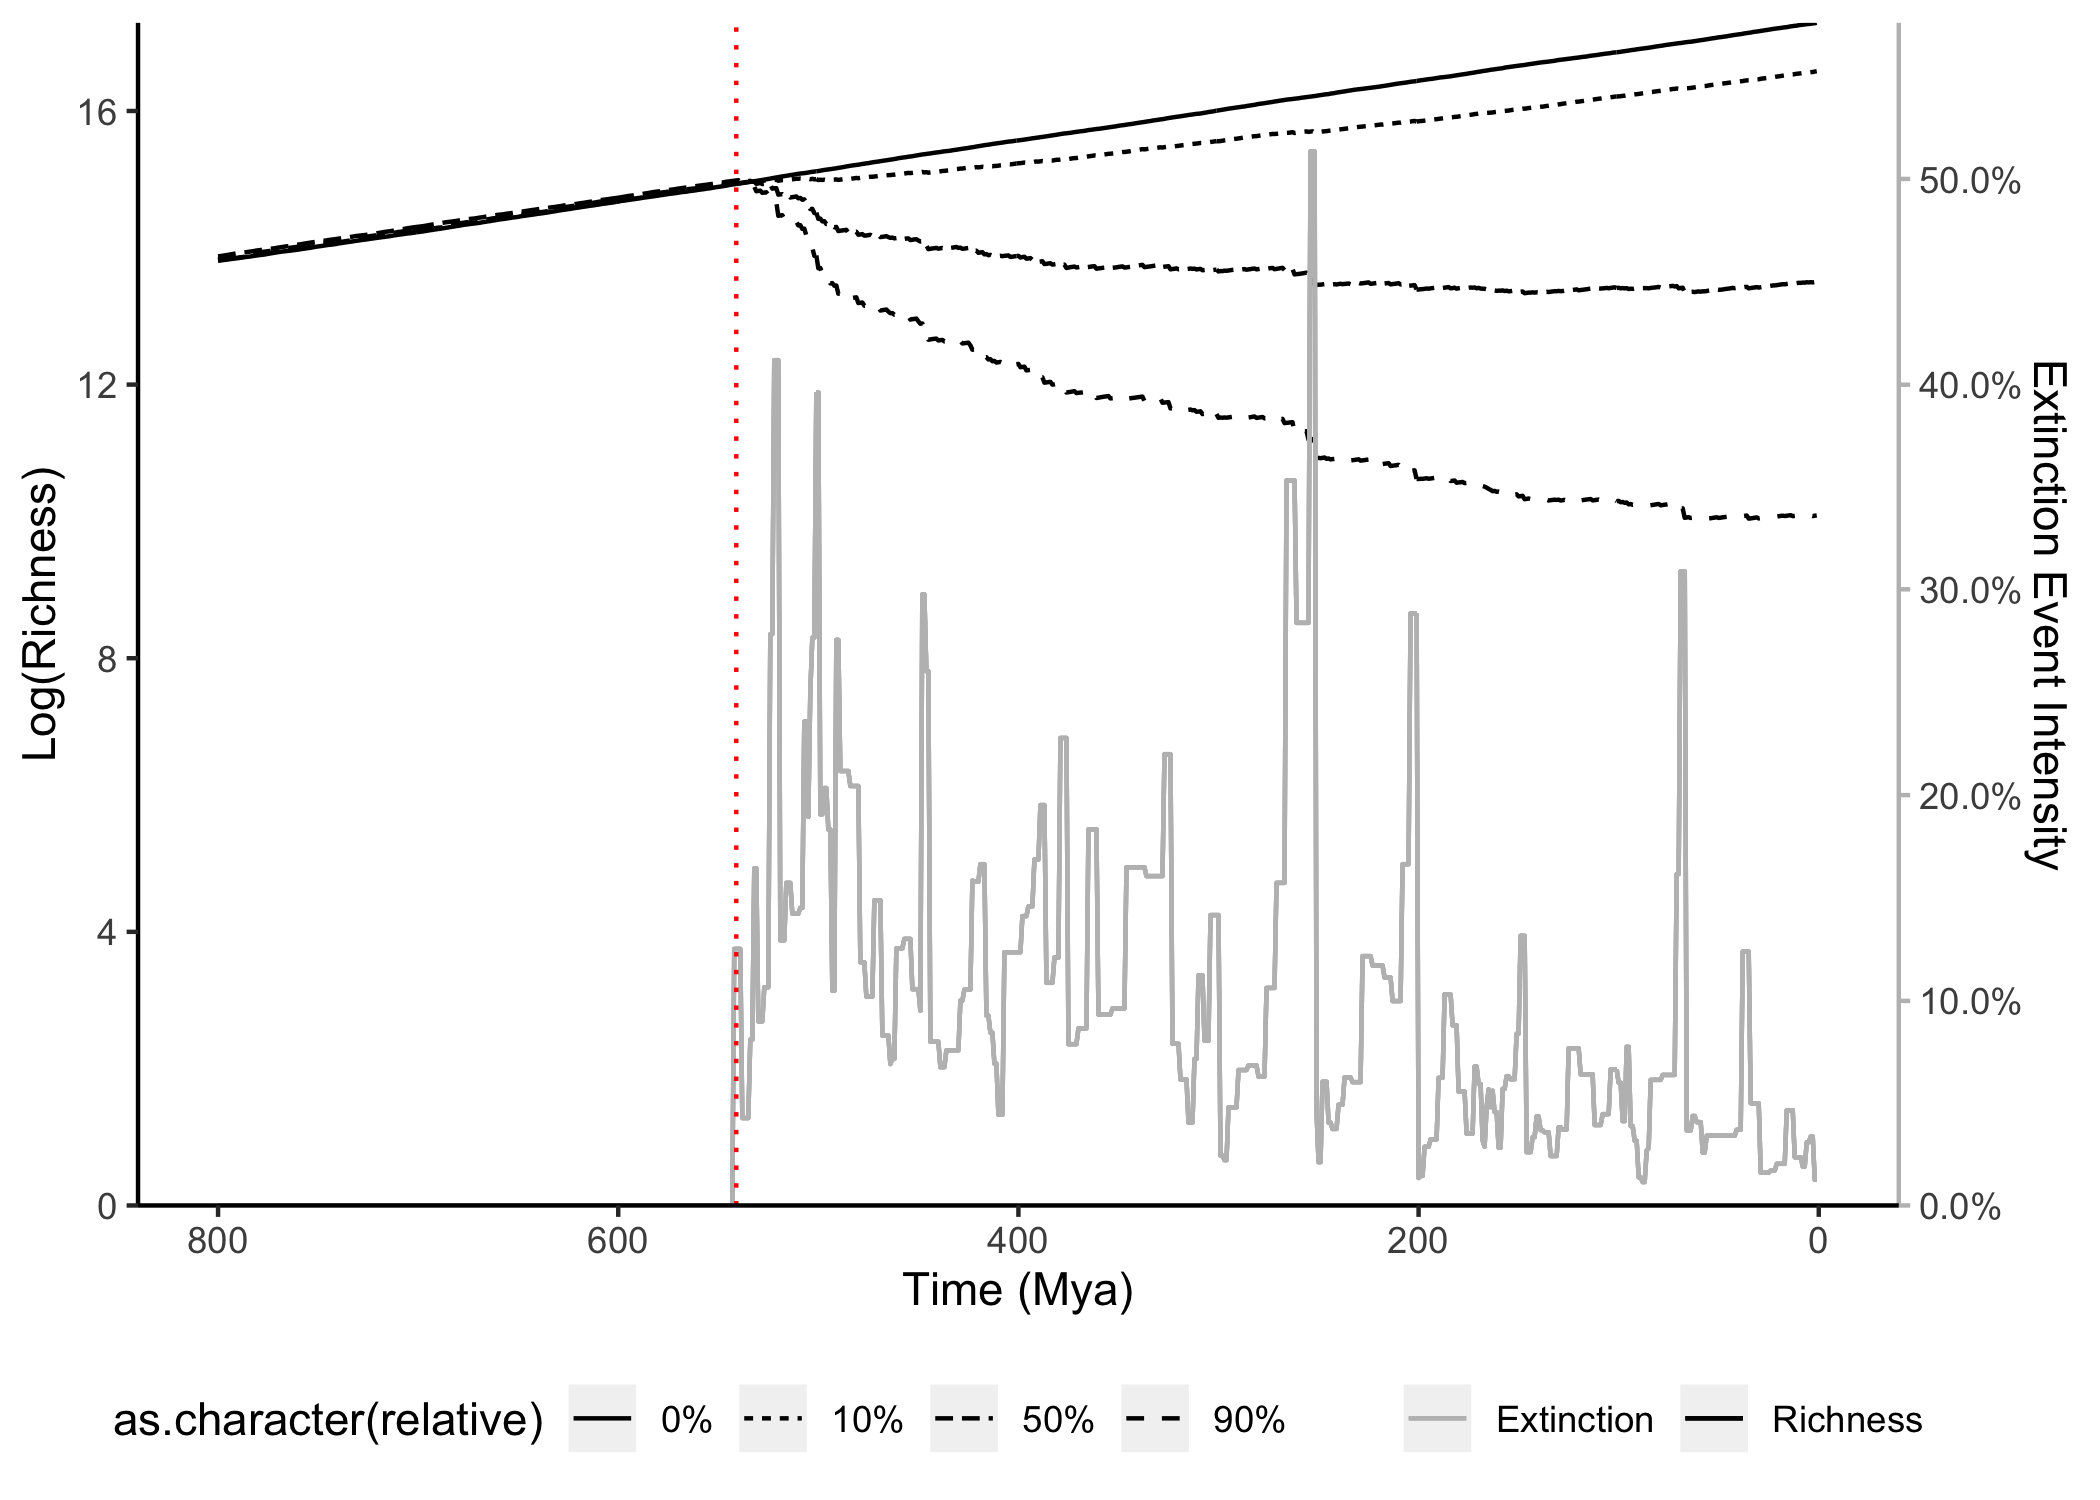 Log(Richness)
16
12
8
4
0
50.0%
40.0%
30.0%
20.0%
10.0%
0.0%
Extinction Event Intensity
800 600 400 200 0
Time (Mya)
as.character(relative) 0% 10% 50% 90% Extinction Richness